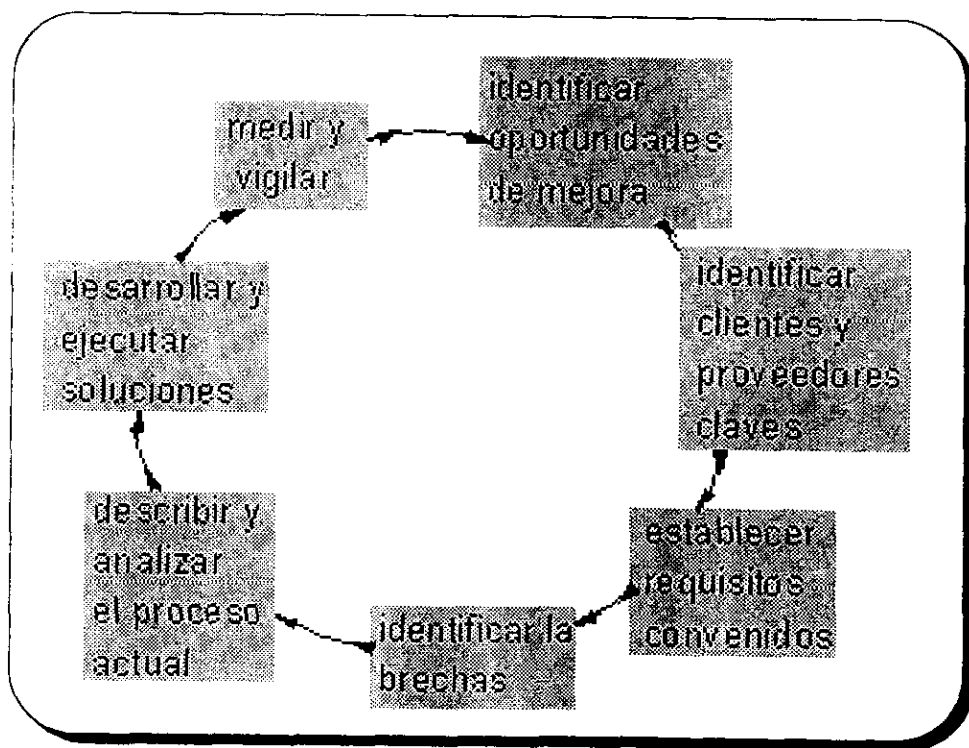 identificar
oportunidades
de mejora
identificar
clientes y
proveedores
claves
establecer
requisitos
convenidos
identificar la
brechas
describir y
analizar
el proceso
actual
desarrollar y
ejecutar
soluciones
medir y
vigilar